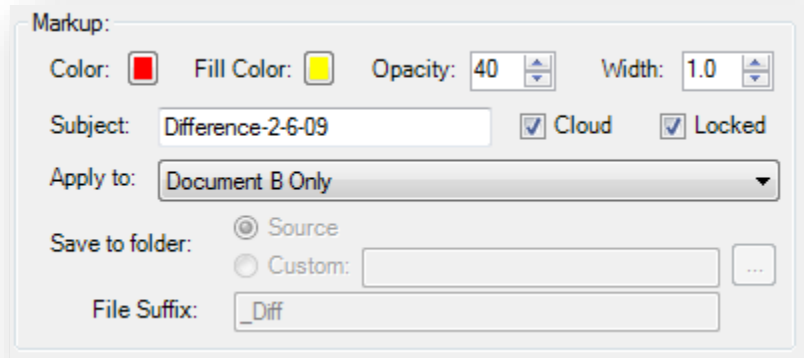 Markup:
Color: Fill Color: Opacity: 40 Width: 1.0
Subject: Difference-2-6-09 Cloud Locked
Apply to: Document B Only
Save to folder: Source
Custom: ...
File Suffix: _Diff